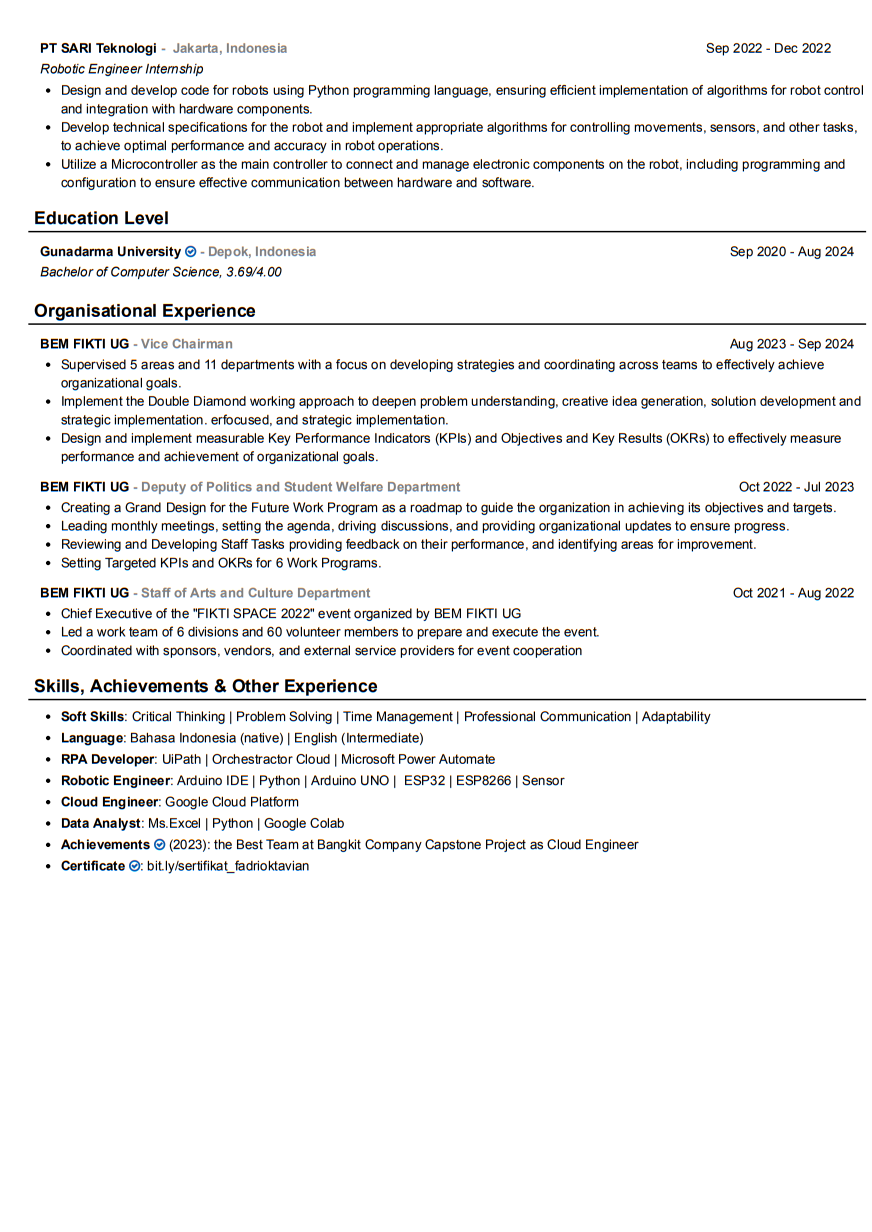 PT SARI Teknologi - Jakarta, Indonesia Sep 2022 - Dec 2022
Robotic Engineer Internship
• Design and develop code for robots using Python programming language, ensuring efficient implementation of algorithms for robot control
and integration with hardware components.
• Develop technical specifications for the robot and implement appropriate algorithms for controlling movements, sensors, and other tasks,
to achieve optimal performance and accuracy in robot operations.
• Utilize a Microcontroller as the main controller to connect and manage electronic components on the robot, including programming and
configuration to ensure effective communication between hardware and software.
Education Level
Gunadarma University - Depok, Indonesia Sep 2020 - Aug 2024
Bachelor of Computer Science, 3.69/4.00
Organisational Experience
BEM FIKTI UG - Vice Chairman Aug 2023 - Sep 2024
• Supervised 5 areas and 11 departments with a focus on developing strategies and coordinating across teams to effectively achieve
organizational goals.
• Implement the Double Diamond working approach to deepen problem understanding, creative idea generation, solution development and
strategic implementation. erfocused, and strategic implementation.
• Design and implement measurable Key Performance Indicators (KPIs) and Objectives and Key Results (OKRs) to effectively measure
performance and achievement of organizational goals.
BEM FIKTI UG - Deputy of Politics and Student Welfare Department Oct 2022 - Jul 2023
• Creating a Grand Design for the Future Work Program as a roadmap to guide the organization in achieving its objectives and targets.
• Leading monthly meetings, setting the agenda, driving discussions, and providing organizational updates to ensure progress.
• Reviewing and Developing Staff Tasks providing feedback on their performance, and identifying areas for improvement.
• Setting Targeted KPIs and OKRs for 6 Work Programs.
BEM FIKTI UG - Staff of Arts and Culture Department Oct 2021 - Aug 2022
• Chief Executive of the "FIKTI SPACE 2022" event organized by BEM FIKTI UG
• Led a work team of 6 divisions and 60 volunteer members to prepare and execute the event.
• Coordinated with sponsors, vendors, and external service providers for event cooperation
Skills, Achievements & Other Experience
• Soft Skills: Critical Thinking | Problem Solving | Time Management | Professional Communication | Adaptability
• Language: Bahasa Indonesia (native) | English (Intermediate)
• RPA Developer: UiPath | Orchestractor Cloud | Microsoft Power Automate
• Robotic Engineer: Arduino IDE | Python | Arduino UNO | ESP32 | ESP8266 | Sensor
• Cloud Engineer: Google Cloud Platform
• Data Analyst: Ms.Excel | Python | Google Colab
• Achievements (2023): the Best Team at Bangkit Company Capstone Project as Cloud Engineer
• Certificate : bit.ly/sertifikat_fadrioktavian